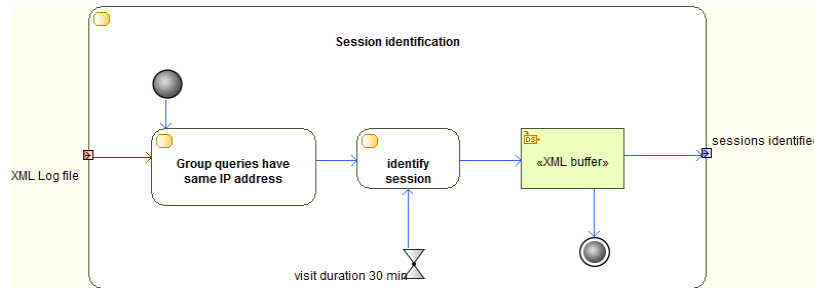 Session identification
XML Log file
Group queries have
same IP address
identify
session
DS
«XML buffer»
sessions identified
visit duration 30 min